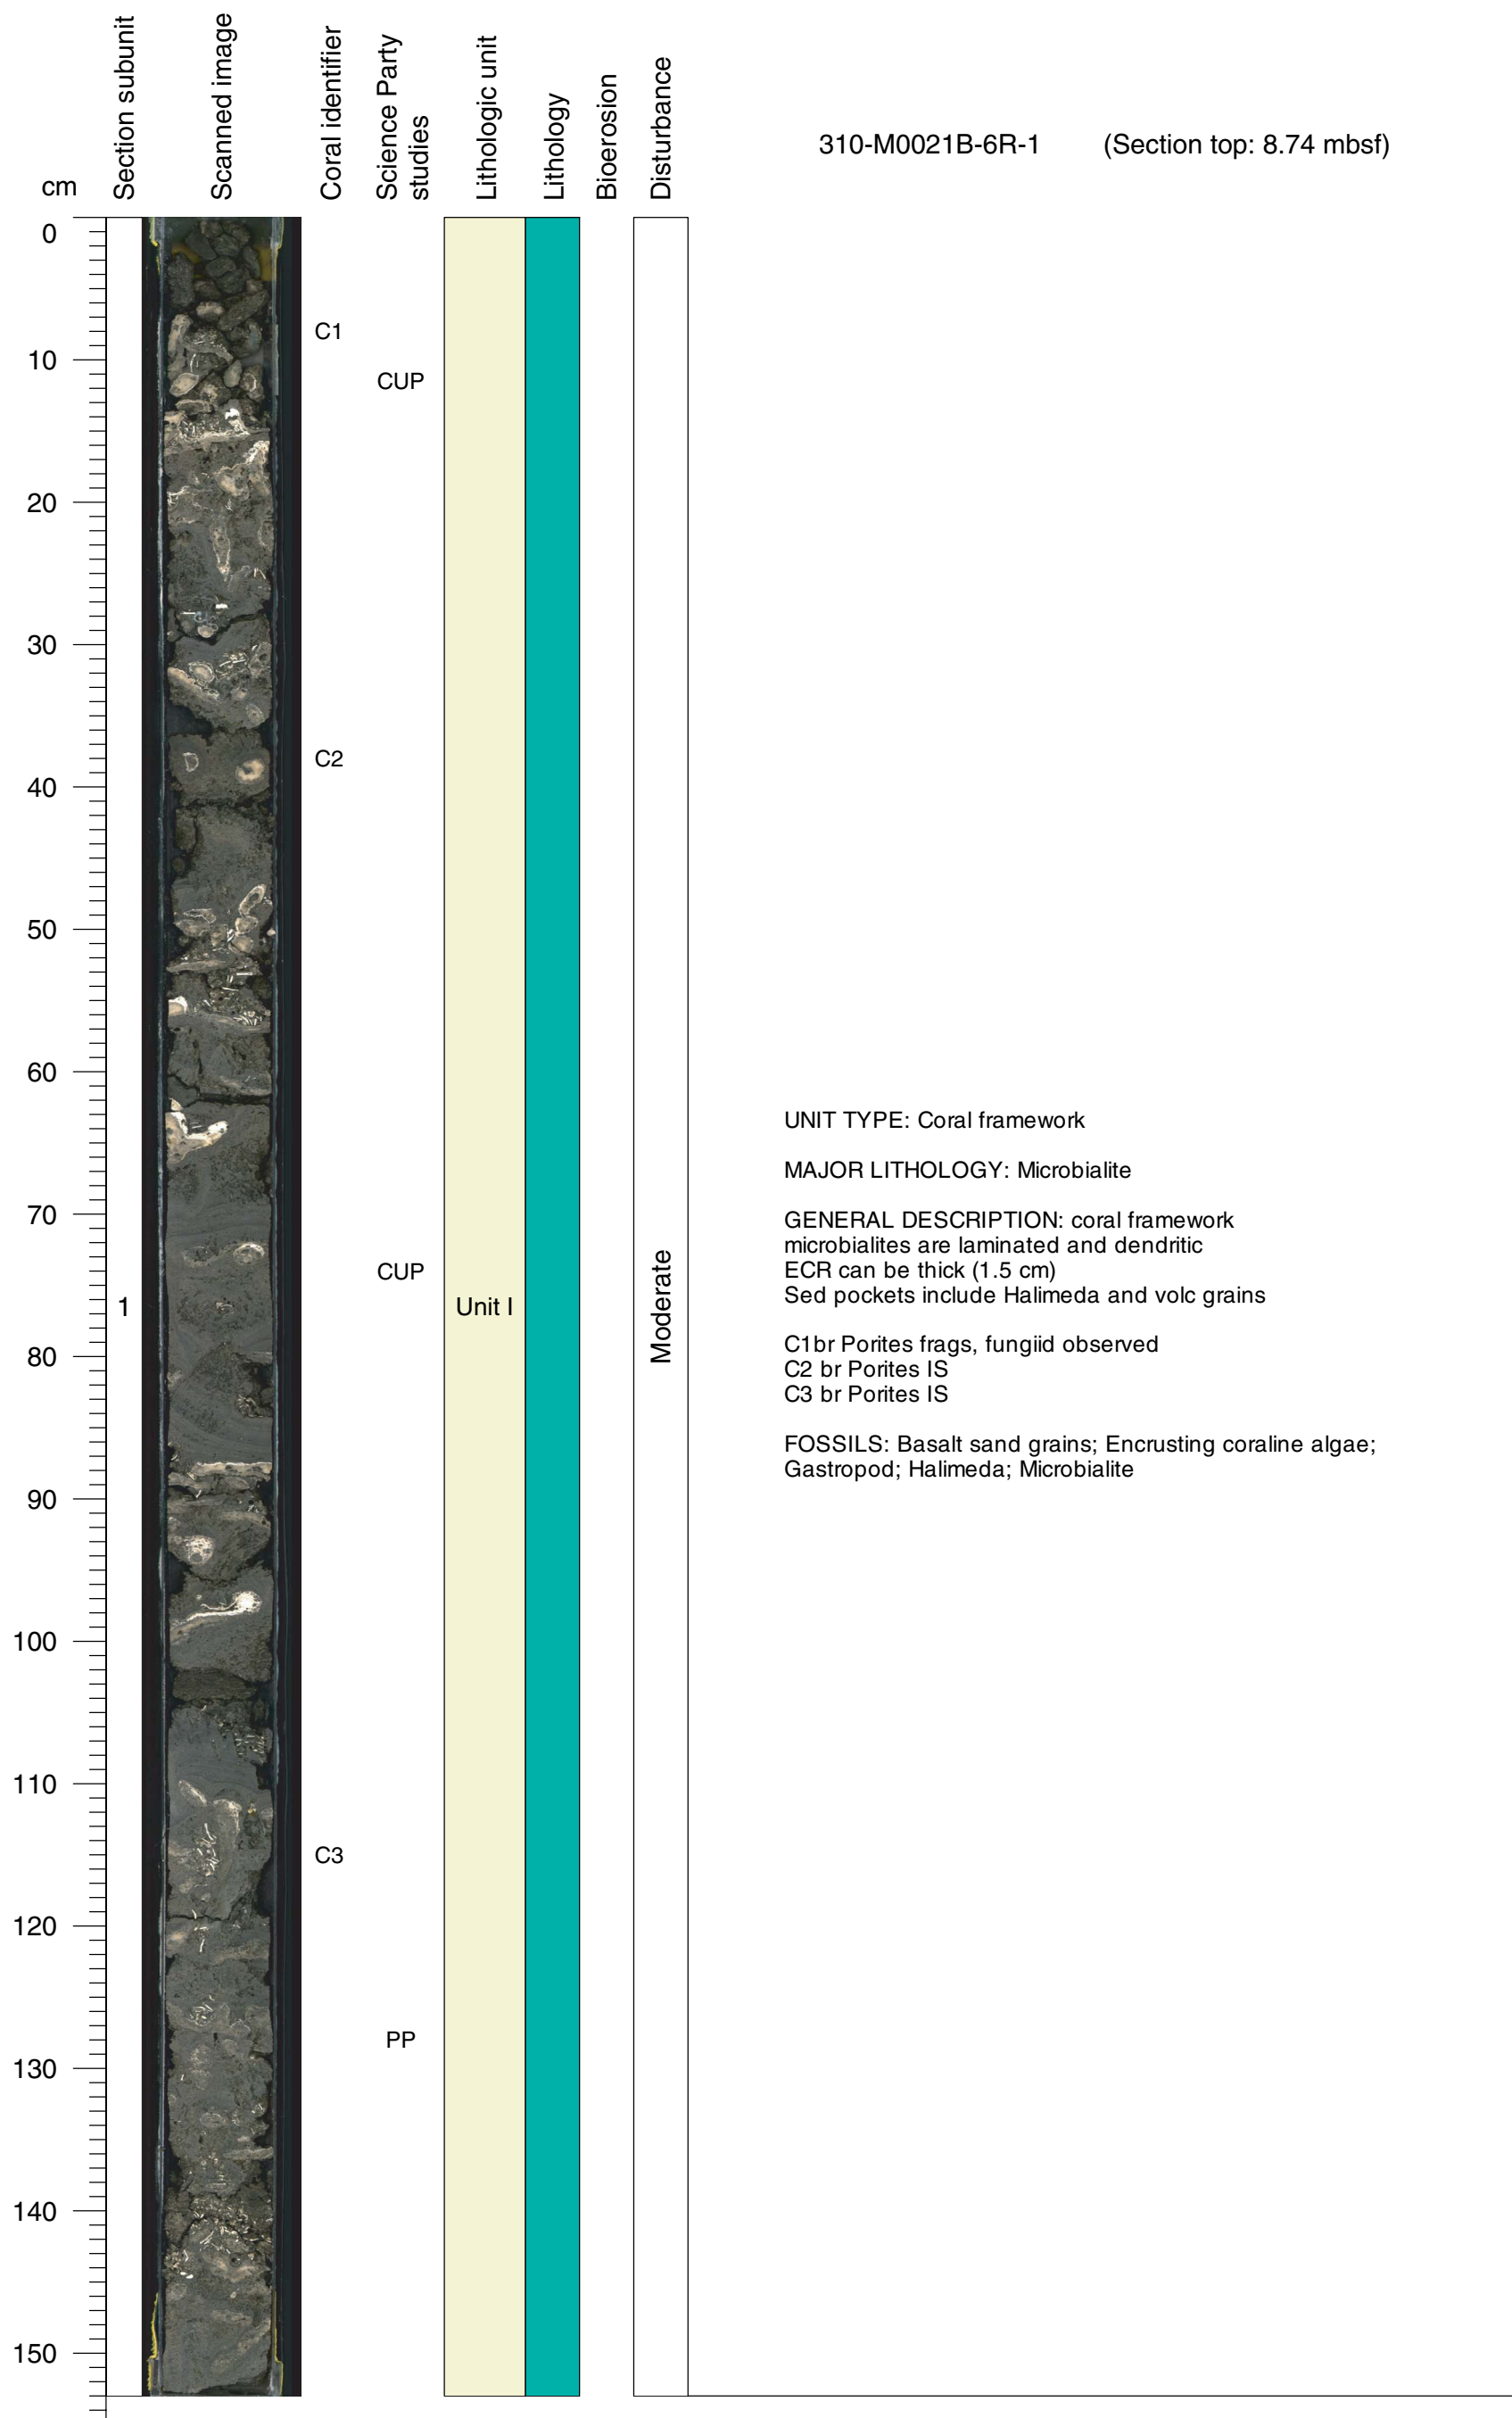 cm
Section subunit
Scanned image
Coral identifier
Science Party
studies
Lithologic unit
Lithology
Bioerosion
Disturbance
310-M0021B-6R-1 (Section top: 8.74 mbsf)
0
C1
10
CUP
20
30
C2
40
50
60
UNIT TYPE: Coral framework
MAJOR LITHOLOGY: Microbialite
70
GENERAL DESCRIPTION: coral framework
microbialites are laminated and dendritic
ECR can be thick (1.5 cm)
Sed pockets include Halimeda and volc grains
CUP
1
Unit I
Moderate
80
C1br Porites frags, fungiid observed
C2 br Porites IS
C3 br Porites IS
FOSSILS: Basalt sand grains; Encrusting coraline algae;
Gastropod; Halimeda; Microbialite
90
100
110
C3
120
PP
130
140
150